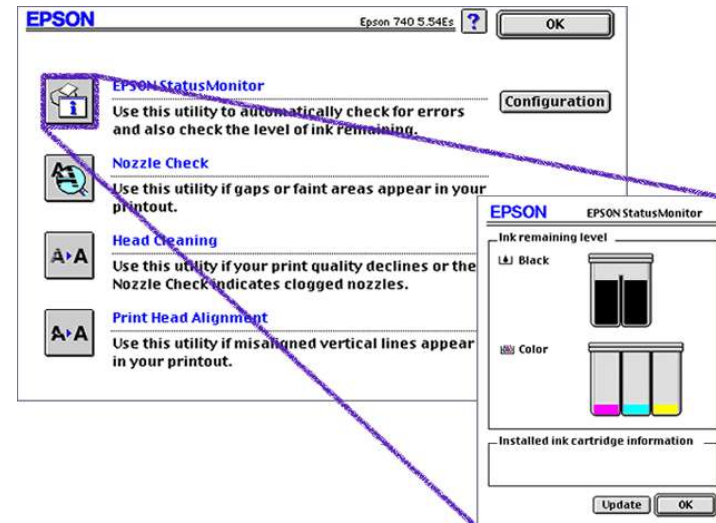 EPSON
Epson 740 5.54Es
?
OK
EPSON StatusMonitor
Use this utility to automatically check for errors
and also check the level of ink remaining.
Configuration
Nozzle Check
Use this utility if gaps or faint areas appear in your
printout.
Head Cleaning
Use this utility if your print quality declines or the
Nozzle Check indicates clogged nozzles.
Print Head Alignment
Use this utility if misaligned vertical lines appear
in your printout.
EPSON
EPSON StatusMonitor
Ink remaining level
Black
Color
Installed ink cartridge information
Update
OK